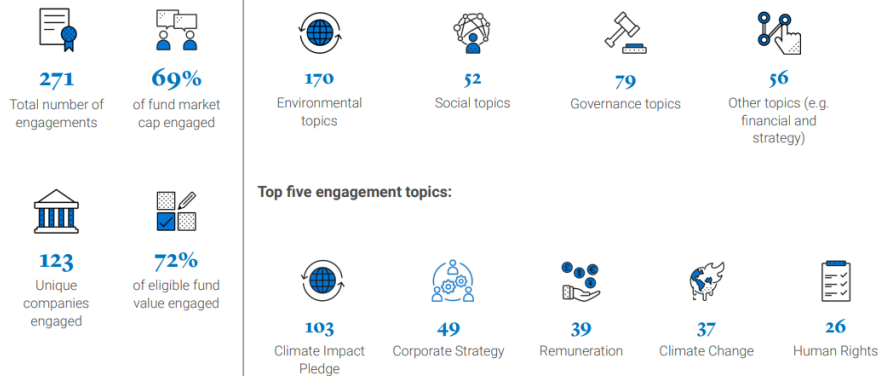 271
Total number of
engagements
69%
of fund market
cap engaged
123
Unique
companies
engaged
72%
of eligible fund
value engaged
170
Environmental
topics
52
Social topics
79
Governance topics
56
Other topics (e.g.
financial and
strategy)
Top five engagement topics:
103
Climate Impact
Pledge
49
Corporate Strategy
39
Remuneration
37
Climate Change
26
Human Rights